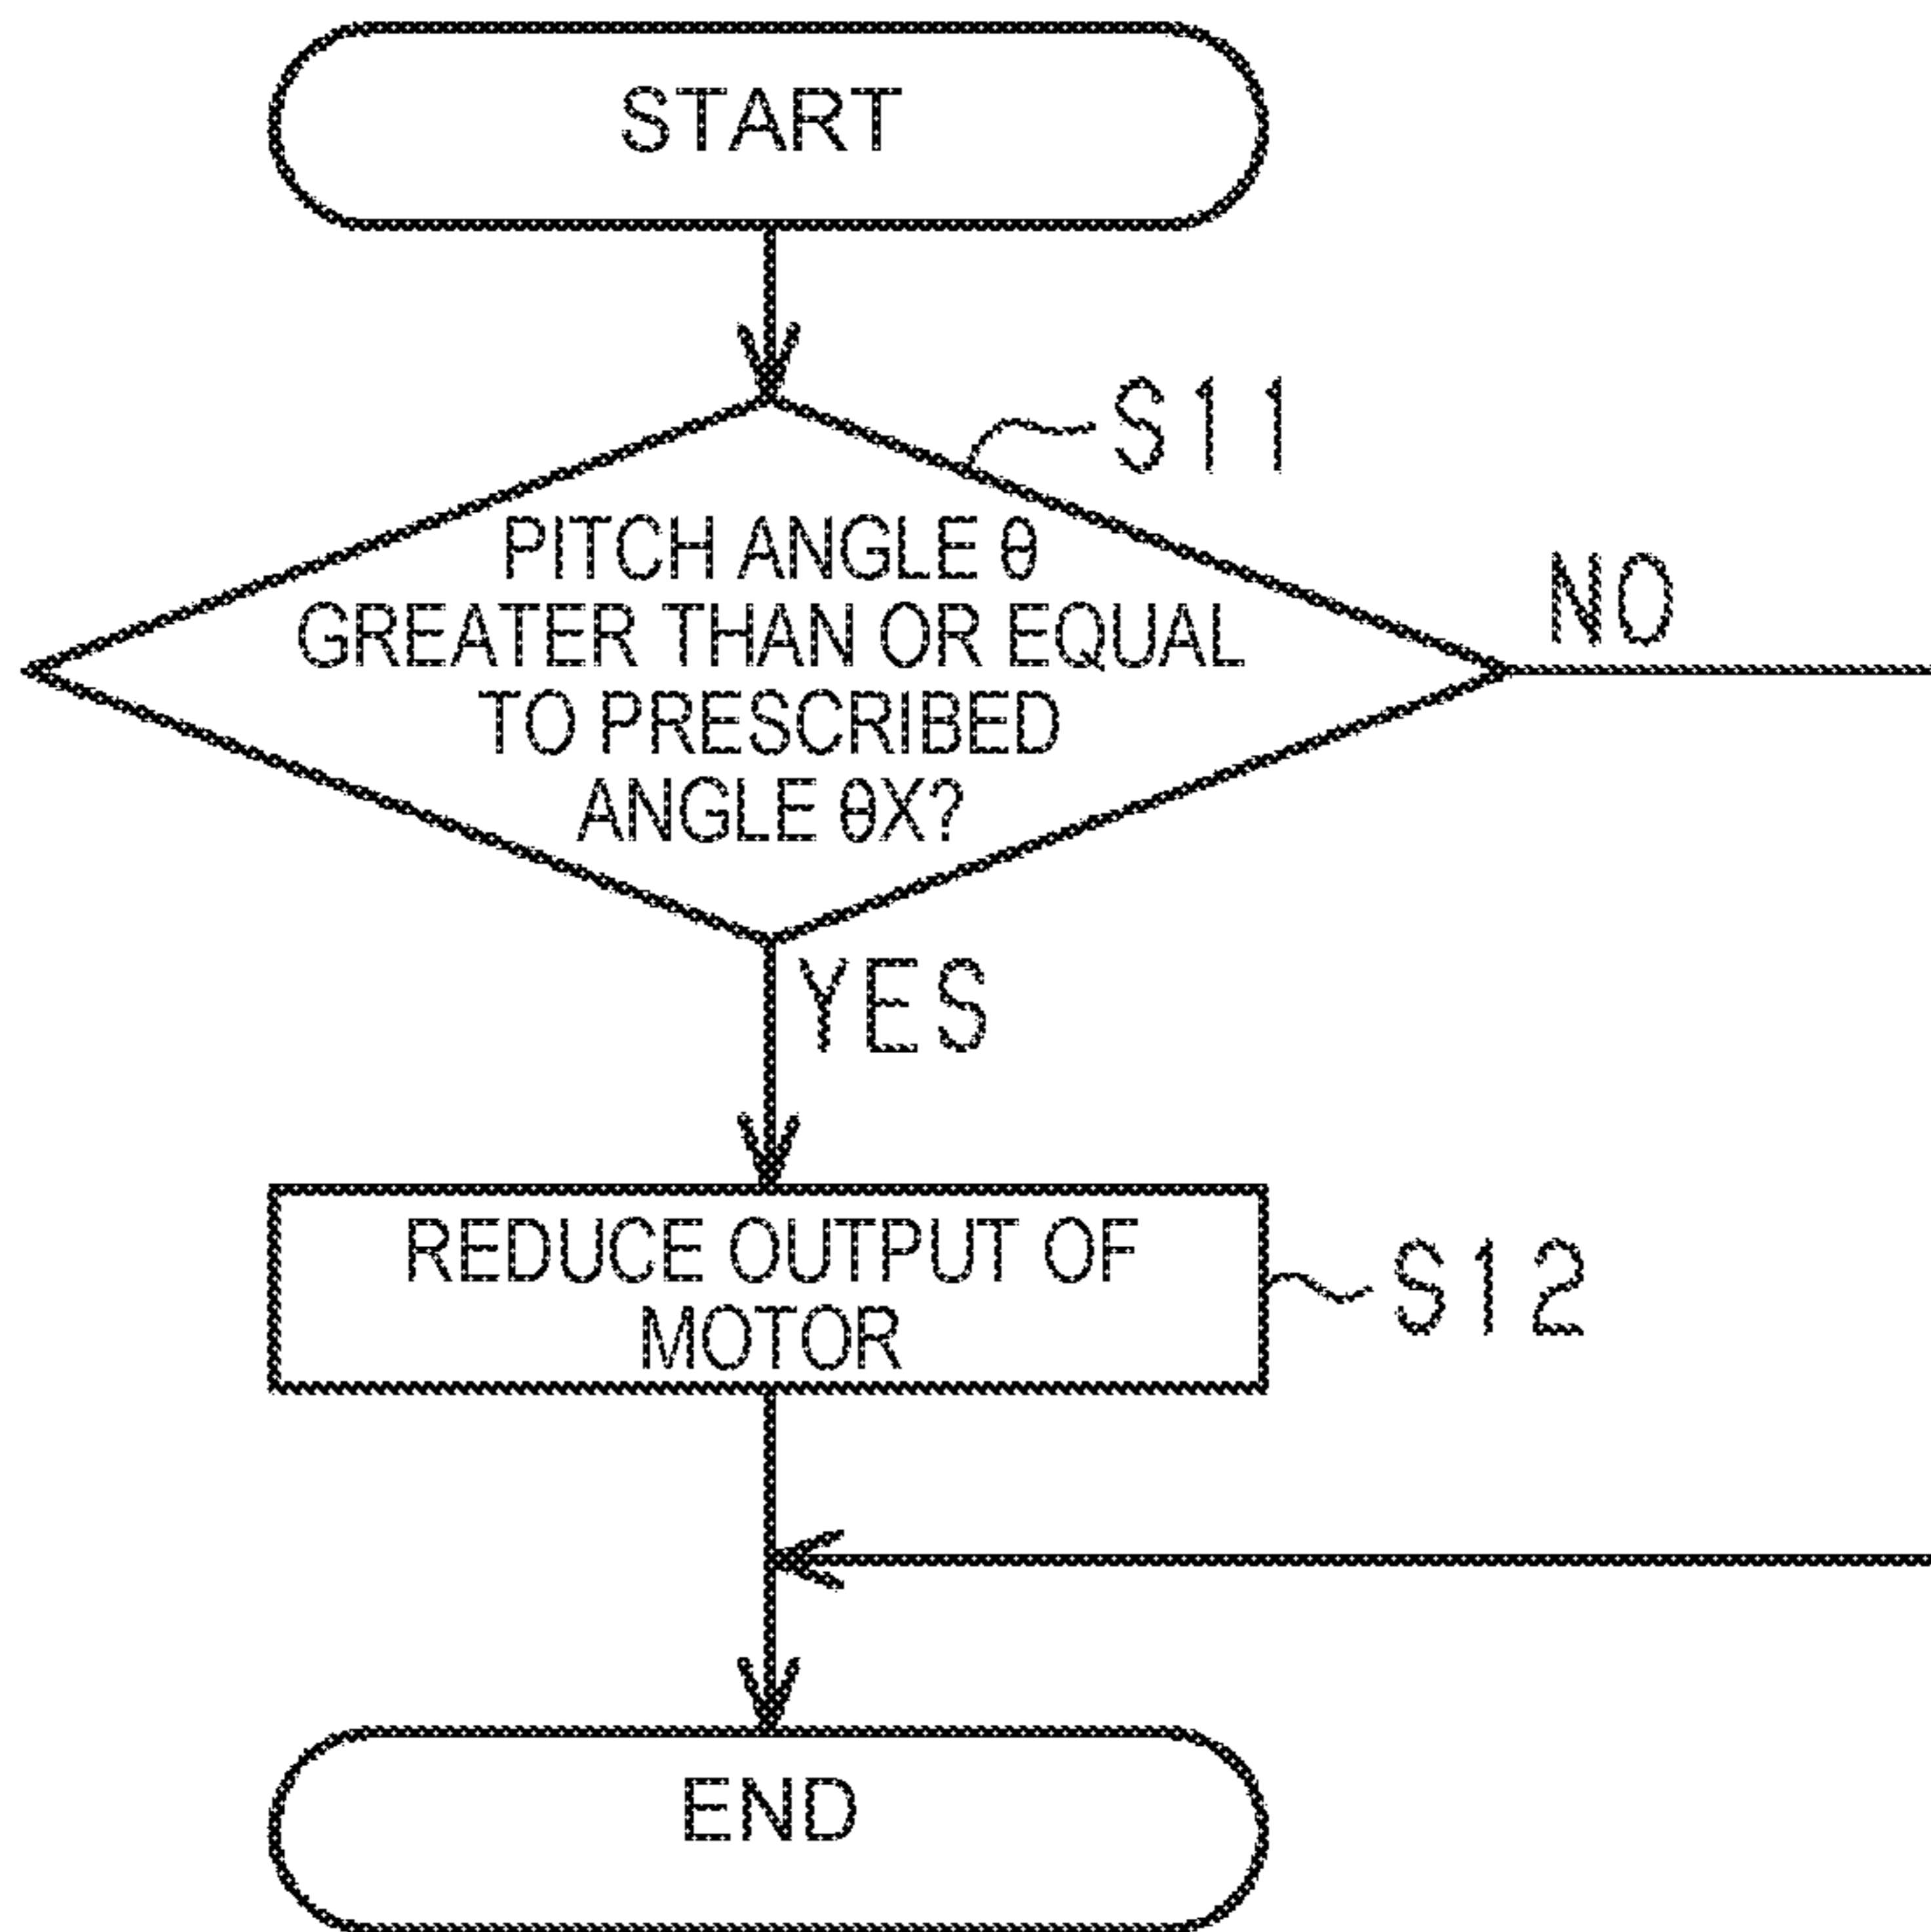 START
S11
PITCH ANGLE θ
GREATER THAN OR EQUAL
TO PRESCRIBED
ANGLE θX?
NO
YES
REDUCE OUTPUT OF
MOTOR
S12
END